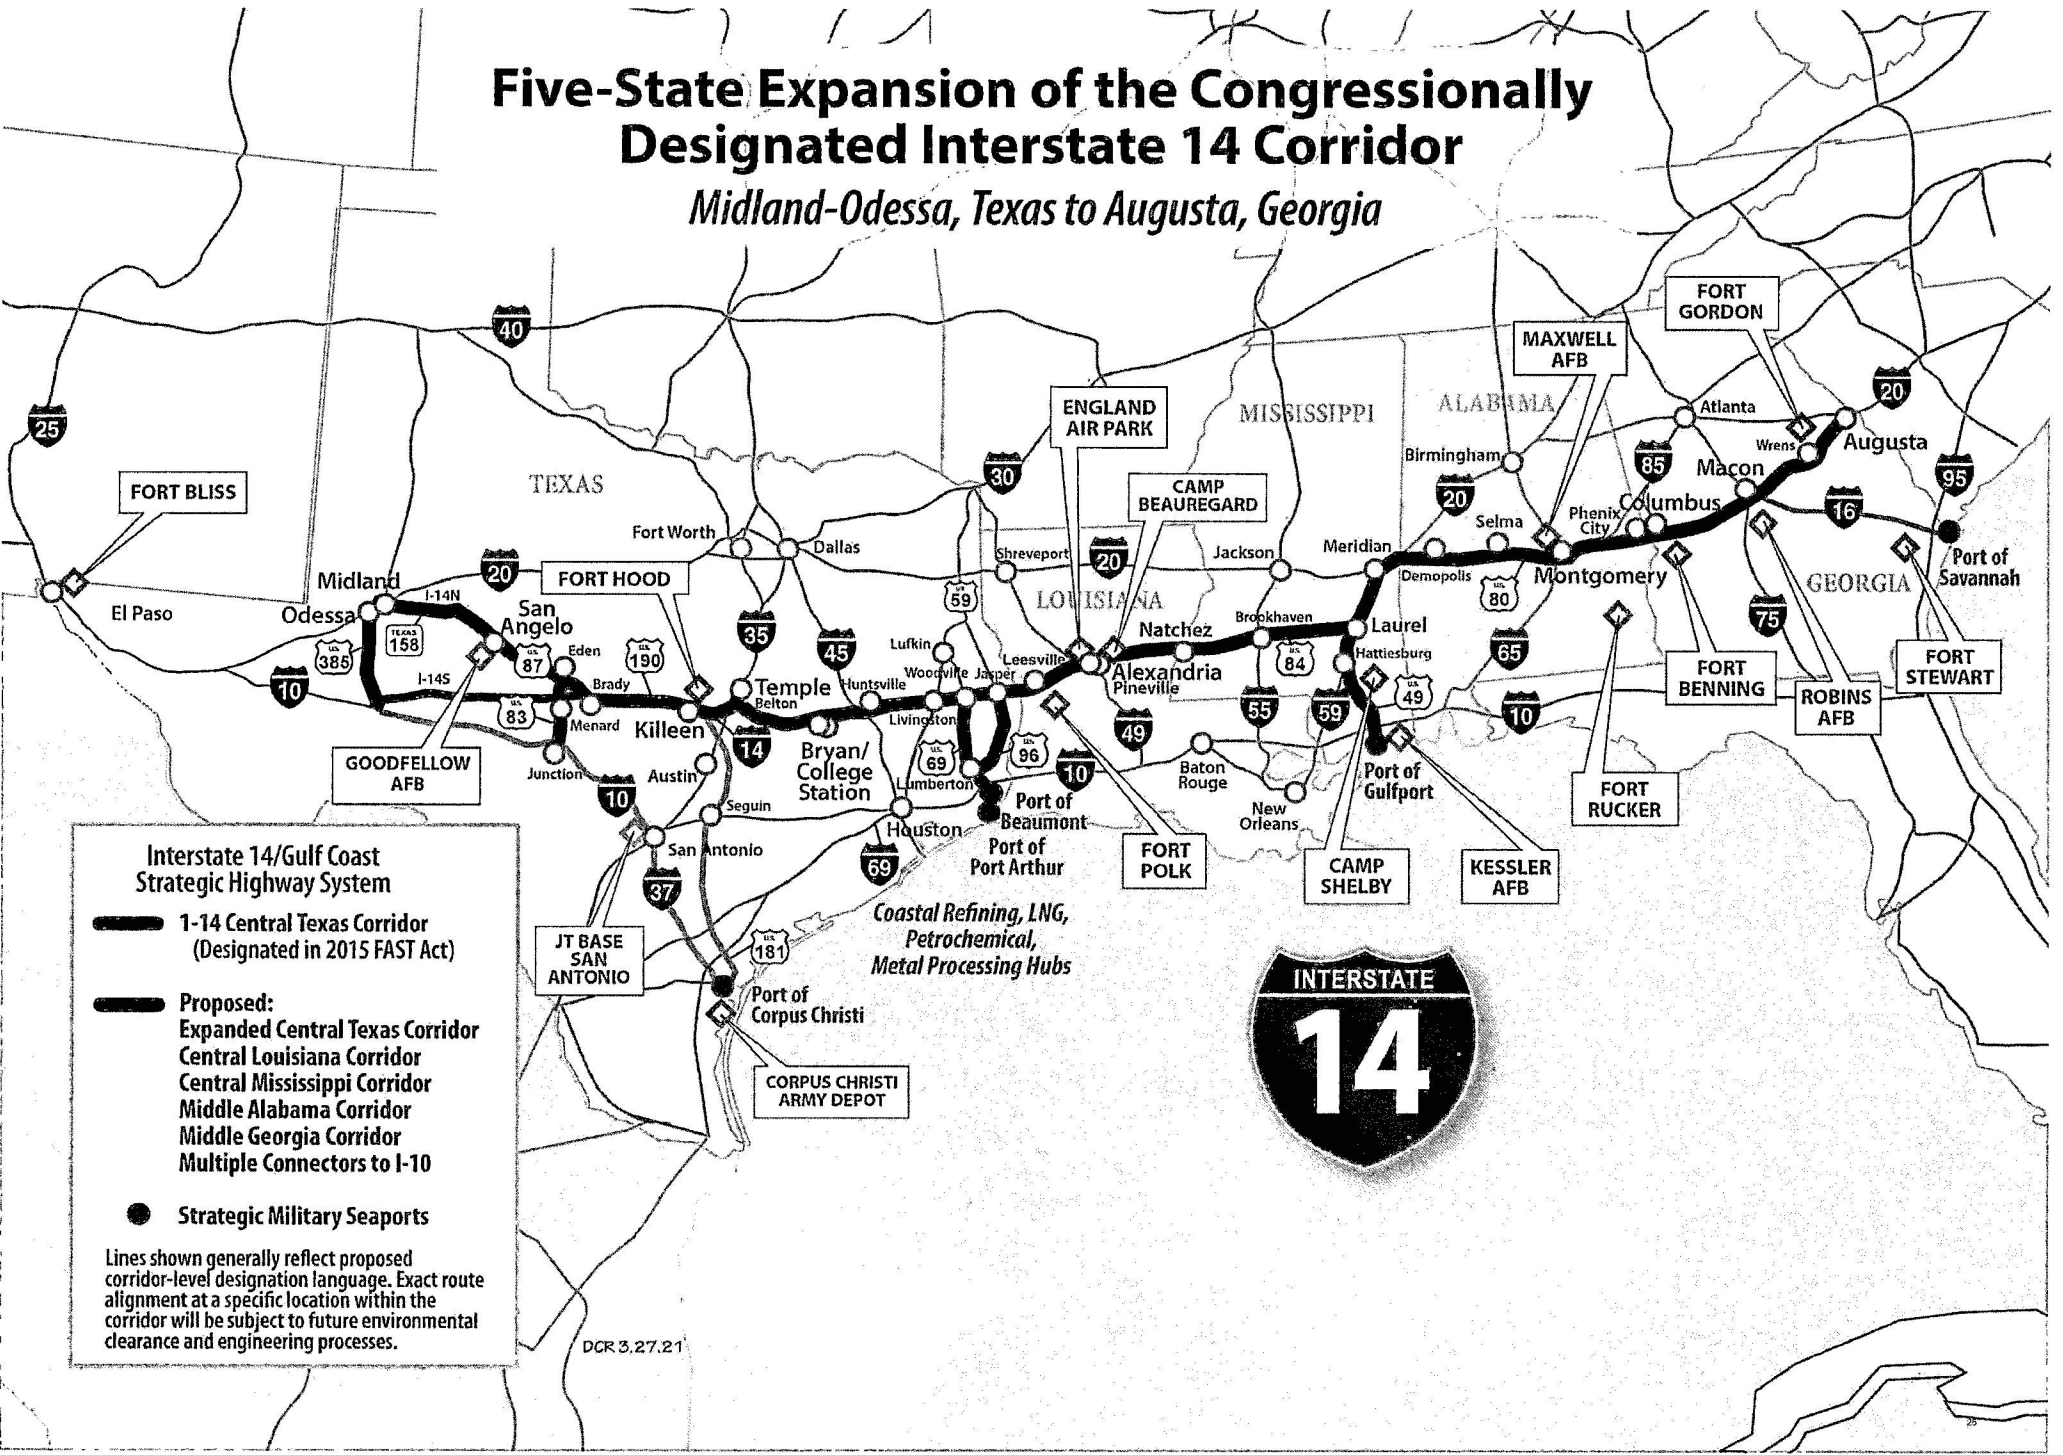 Five-State Expansion of the Congressionally
Designated Interstate 14 Corridor
Midland-Odessa, Texas to Augusta, Georgia
FORT
GORDON
40
MAXWELL
AFB
20
ENGLAND
AIR PARK
MISSISSIPPI
ALABAMA
Atlanta
25
Wrens
Augusta
Birmingham
85
Macon
95
30
TEXAS
FORT BLISS
CAMP
BEAUREGARD
20
Columbus
16
Selma
Phenix
City
Fort Worth
Dallas
Shreveport
20
Jackson
Meridian
Port of
Savannah
20
FORT HOOD
Demopolis
Montgomery
GEORGIA
Midland
I-14N
El Paso
Odessa
San
Angelo
U.S.
59
LOUISIANA
U.S.
80
75
TEXAS
158
U.S.
385
35
45
Brookhaven
Natchez
Laurel
Lufkin
U.S.
87
Eden
U.S.
190
Leesville
U.S.
84
Hattiesburg
65
FORT
BENNING
FORT
STEWART
10
I-14S
Brady
Temple
Belton
Huntsville
Woodville
Jasper
Alexandria
Pineville
U.S.
49
ROBINS
AFB
U.S.
83
Menard
Killeen
14
Livingston
55
59
10
49
GOODFELLOW
AFB
Junction
Austin
Bryan/
College
Station
U.S.
69
U.S.
96
10
Baton
Rouge
Port of
Gulfport
FORT
RUCKER
10
Seguin
Lumberton
Port of
Beaumont
New
Orleans
San Antonio
Houston
Port of
Port Arthur
FORT
POLK
CAMP
SHELBY
KESSLER
AFB
37
69
Coastal Refining, LNG,
Petrochemical,
Metal Processing Hubs
JT BASE
SAN
ANTONIO
U.S.
181
Port of
Corpus Christi
CORPUS CHRISTI
ARMY DEPOT
INTERSTATE
14
Interstate 14/Gulf Coast
Strategic Highway System
1-14 Central Texas Corridor
(Designated in 2015 FAST Act)
Proposed:
Expanded Central Texas Corridor
Central Louisiana Corridor
Central Mississippi Corridor
Middle Alabama Corridor
Middle Georgia Corridor
Multiple Connectors to I-10
Strategic Military Seaports
Lines shown generally reflect proposed
corridor-level designation language. Exact route
alignment at a specific location within the
corridor will be subject to future environmental
clearance and engineering processes.
DCR 3.27.21